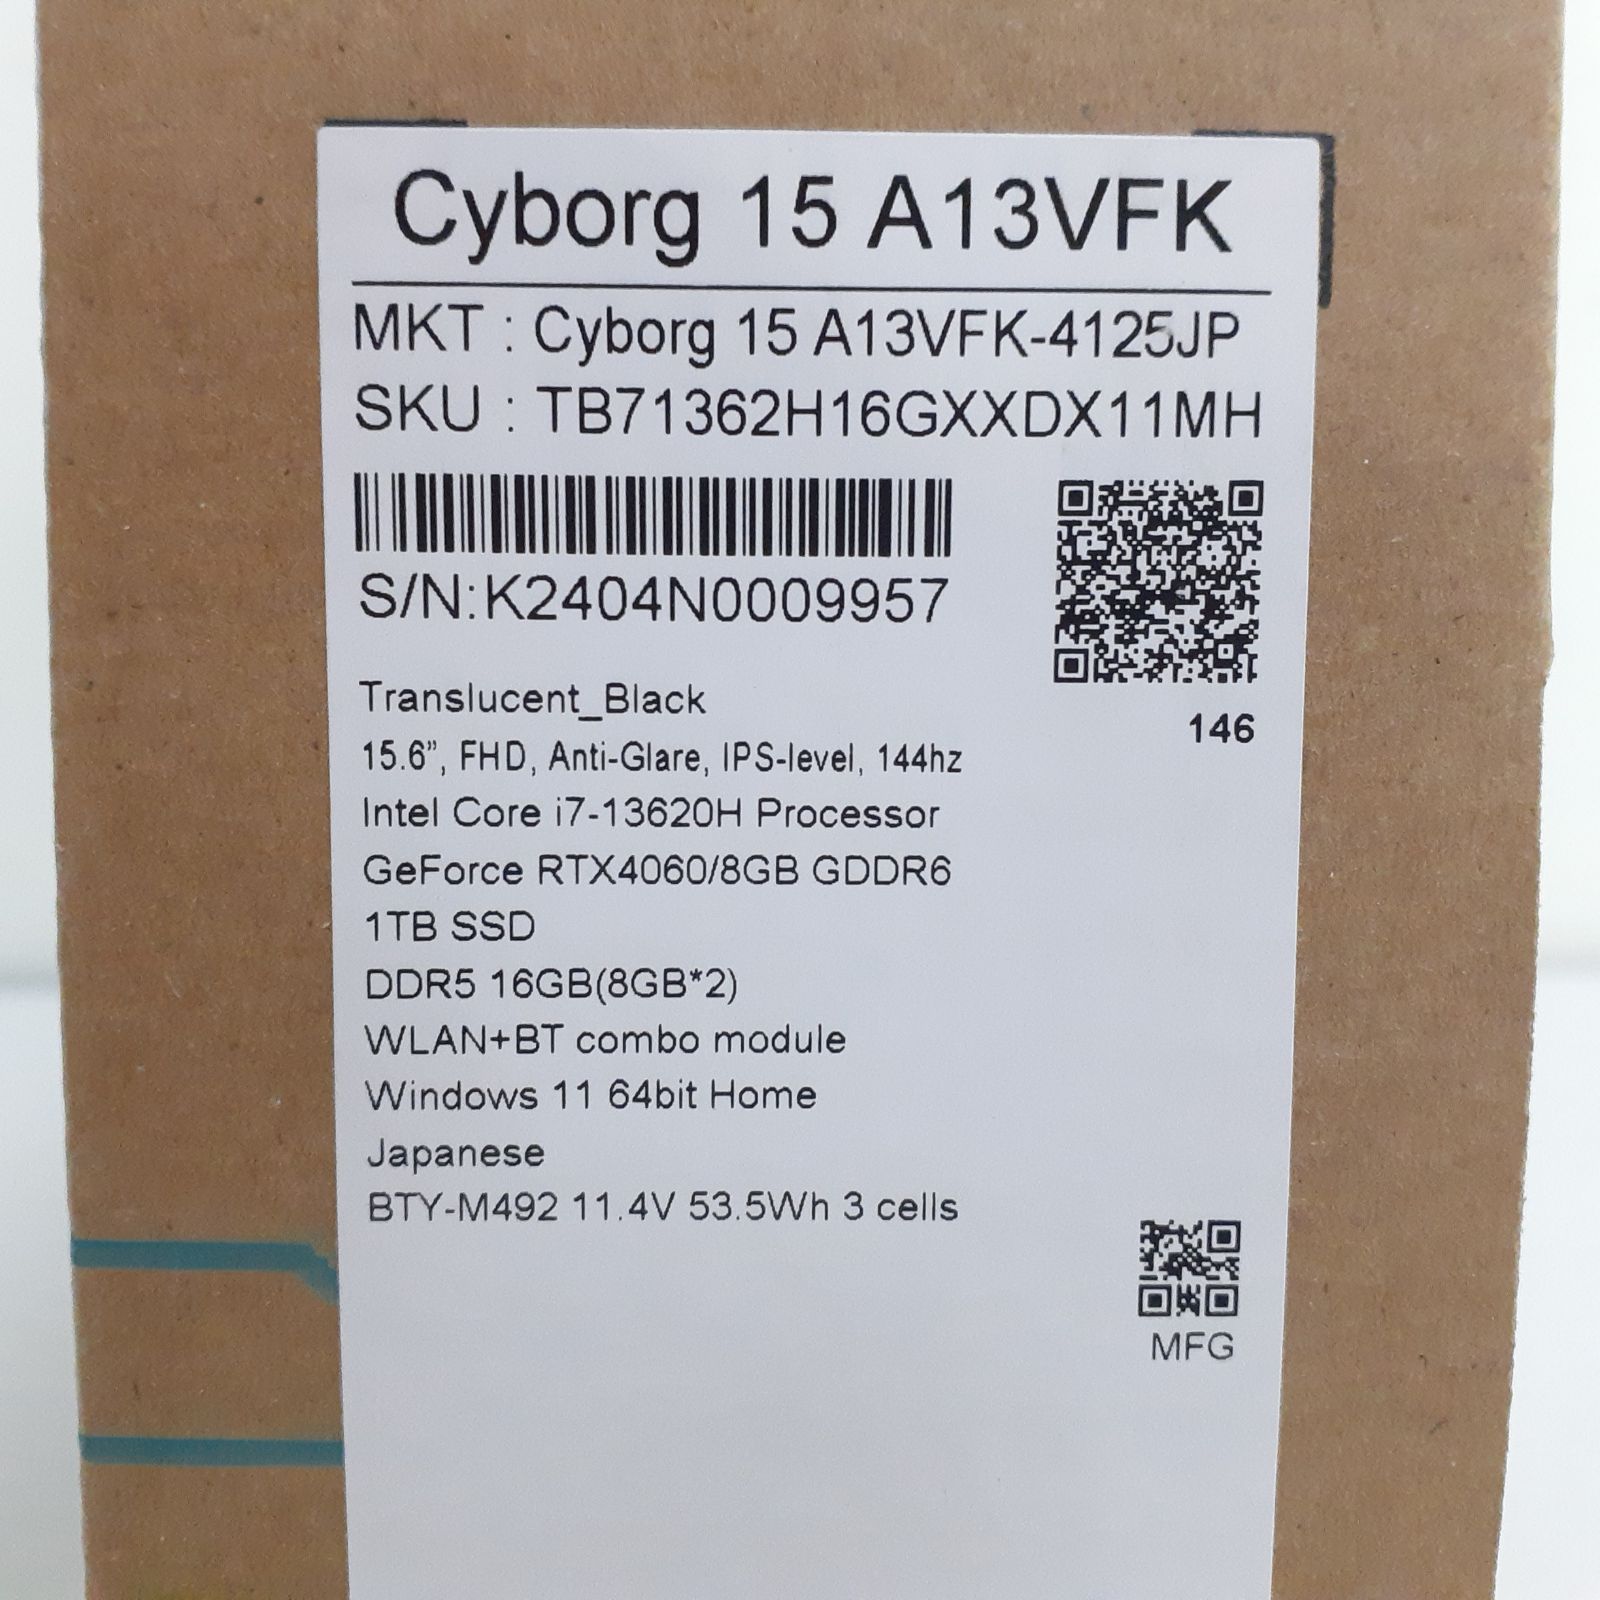 Cyborg 15 A13VFK
MKT : Cyborg 15 A13VFK-4125JP
SKU : TB71362H16GXXDX11MH
S/N:K2404N0009957
146
Translucent_Black
15.6”, FHD, Anti-Glare, IPS-level, 144hz
Intel Core i7-13620H Processor
GeForce RTX4060/8GB GDDR6
1TB SSD
DDR5 16GB(8GB*2)
WLAN+BT combo module
Windows 11 64bit Home
Japanese
BTY-M492 11.4V 53.5Wh 3 cells
MFG